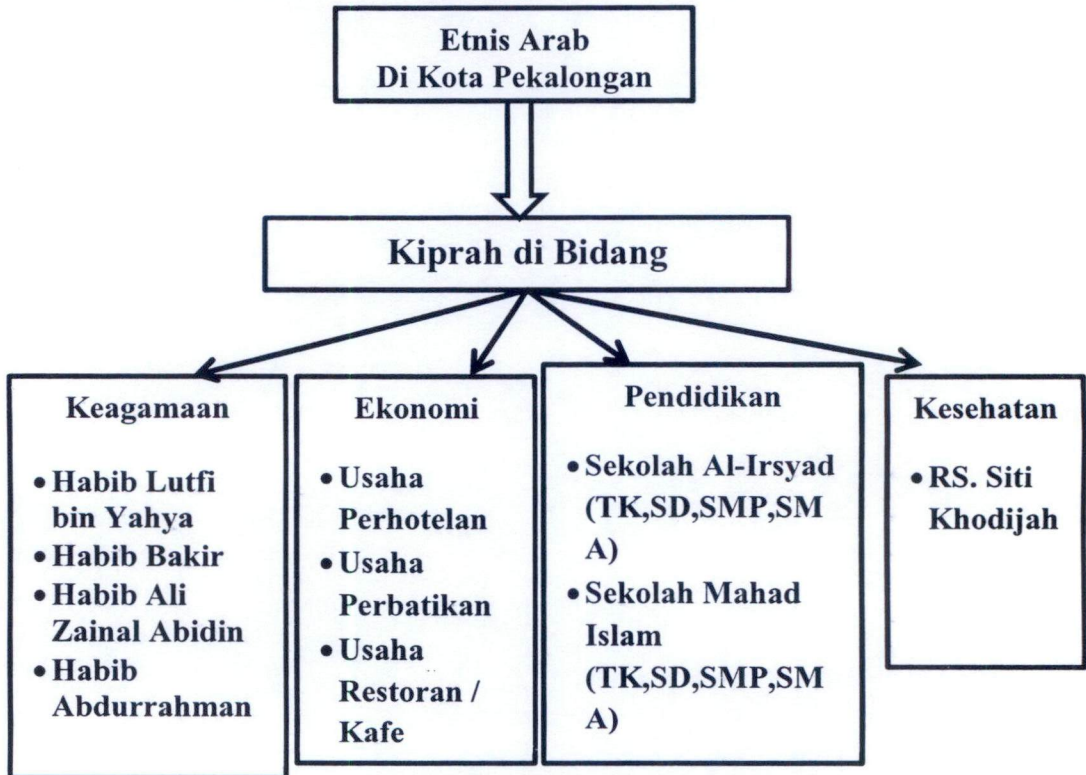 Etnis Arab
Di Kota Pekalongan
Kiprah di Bidang
Keagamaan
• Habib Lutfi
bin Yahya
• Habib Bakir
• Habib Ali
Zainal Abidin
• Habib
Abdurrahman
Ekonomi
• Usaha
Perhotelan
• Usaha
Perbatikan
• Usaha
Restoran /
Kafe
Pendidikan
• Sekolah Al-Irsyad
(TK,SD,SMP,SM
A)
• Sekolah Mahad
Islam
(TK,SD,SMP,SM
A)
Kesehatan
• RS. Siti
Khodijah